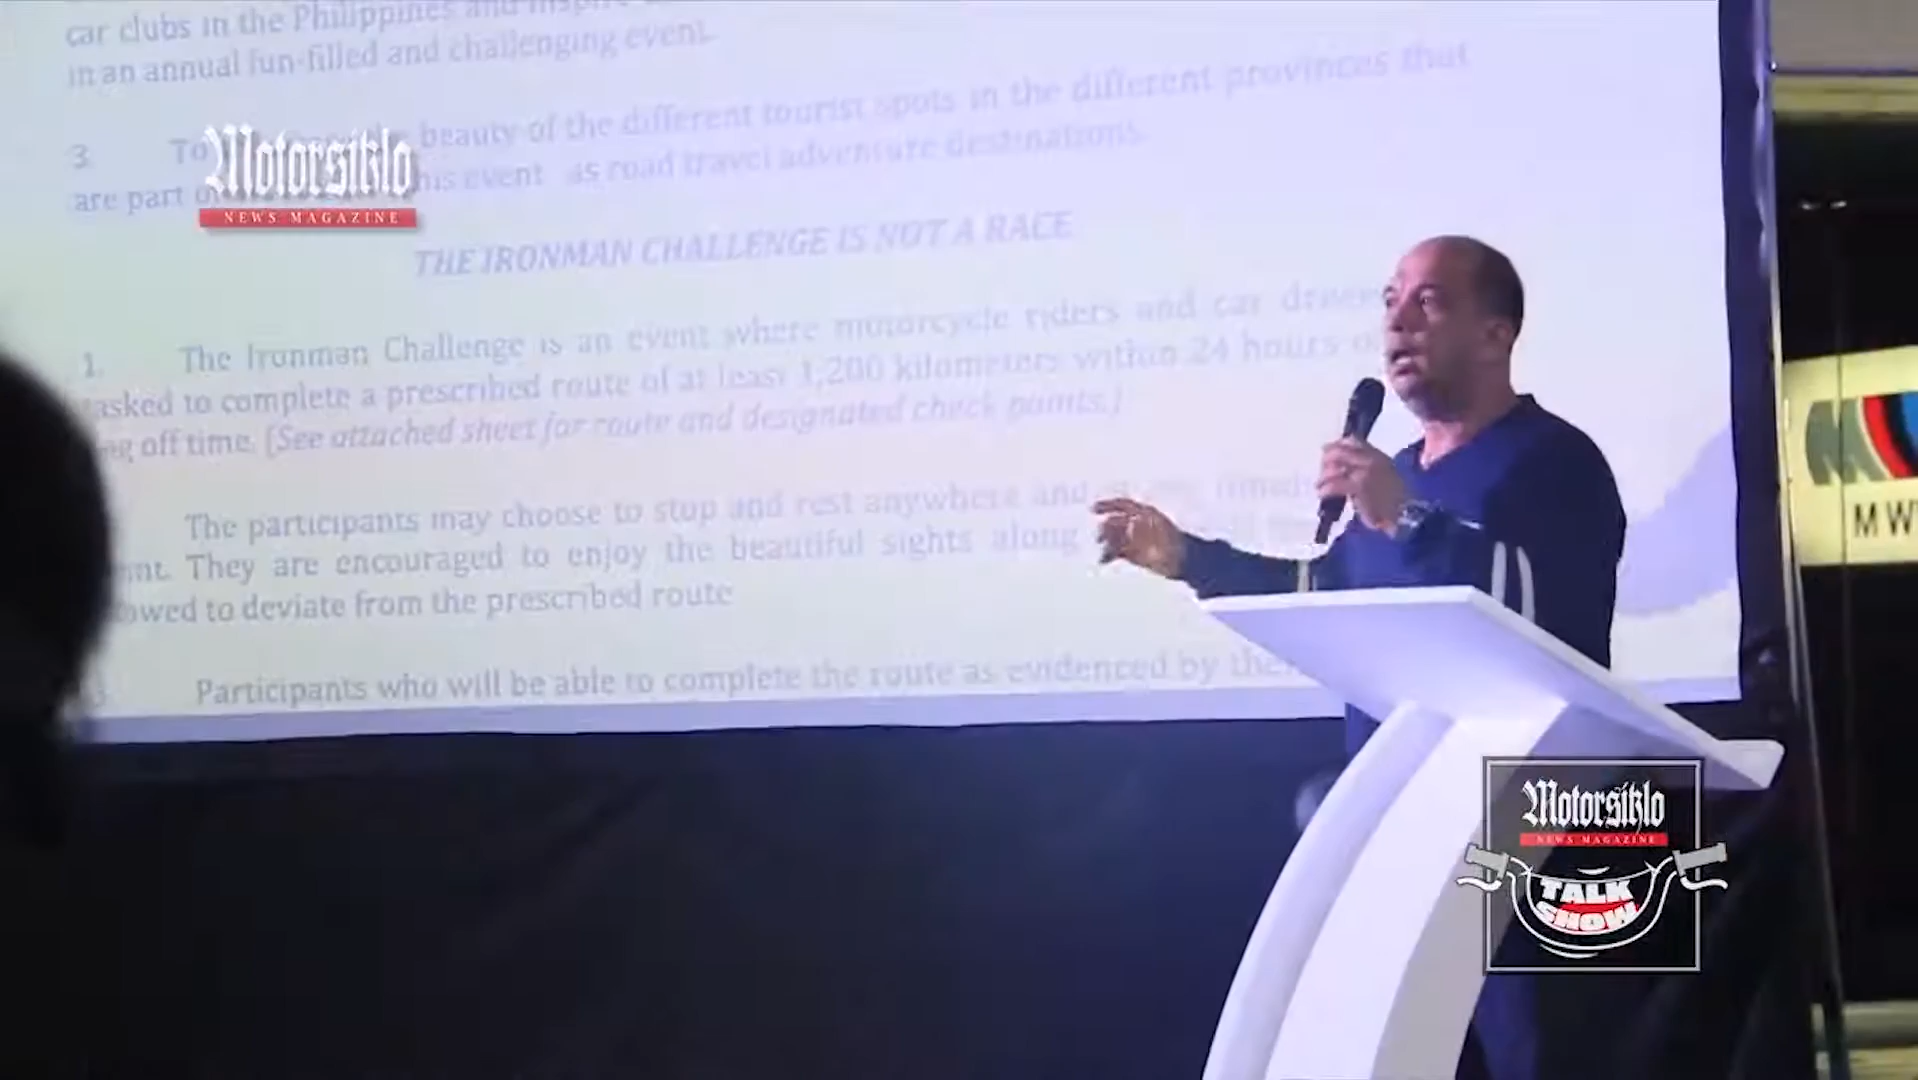 car clubs in the Philippines and inspire
in an annual fun-filled and challenging event.
3. To beauty of the different tourist spots in the different provinces that
are part of this event as road travel adventure destinations.
Motorsiklo
NEWS MAGAZINE
THE IRONMAN CHALLENGE IS NOT A RACE
1. The Ironman Challenge is an event where motorcycle riders and car drivers
tasked to complete a prescribed route of at least 1,200 kilometers within 24 hours of
off time. (See attached sheet for route and designated check points.)
The participants may choose to stop and rest anywhere and
They are encouraged to enjoy the beautiful sights along
to deviate from the prescribed route
Participants who will be able to complete the route as evidenced by
M
M W
Motorsiklo
NEWS MAGAZINE
TALK
SHOW